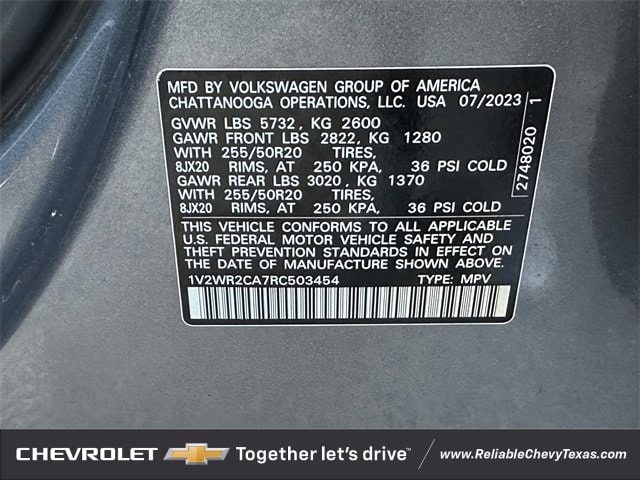 MFD BY VOLKSWAGEN GROUP OF AMERICA
CHATTANOOGA OPERATIONS, LLC. USA 07/2023
GVWR LBS 5732, KG 2600
GAWR FRONT LBS 2822, KG 1280
WITH 255/50R20 TIRES,
8JX20 RIMS, AT 250 KPA, 36 PSI COLD
GAWR REAR LBS 3020, KG 1370
WITH 255/50R20 TIRES,
8JX20 RIMS, AT 250 KPA, 36 PSI COLD
THIS VEHICLE CONFORMS TO ALL APPLICABLE
U.S. FEDERAL MOTOR VEHICLE SAFETY AND
THEFT PREVENTION STANDARDS IN EFFECT ON
THE DATE OF MANUFACTURE SHOWN ABOVE.
1V2WR2CA7RC503454 TYPE: MPV
2748020 1
CHEVROLET Together let's drive™ www.ReliableChevyTexas.com